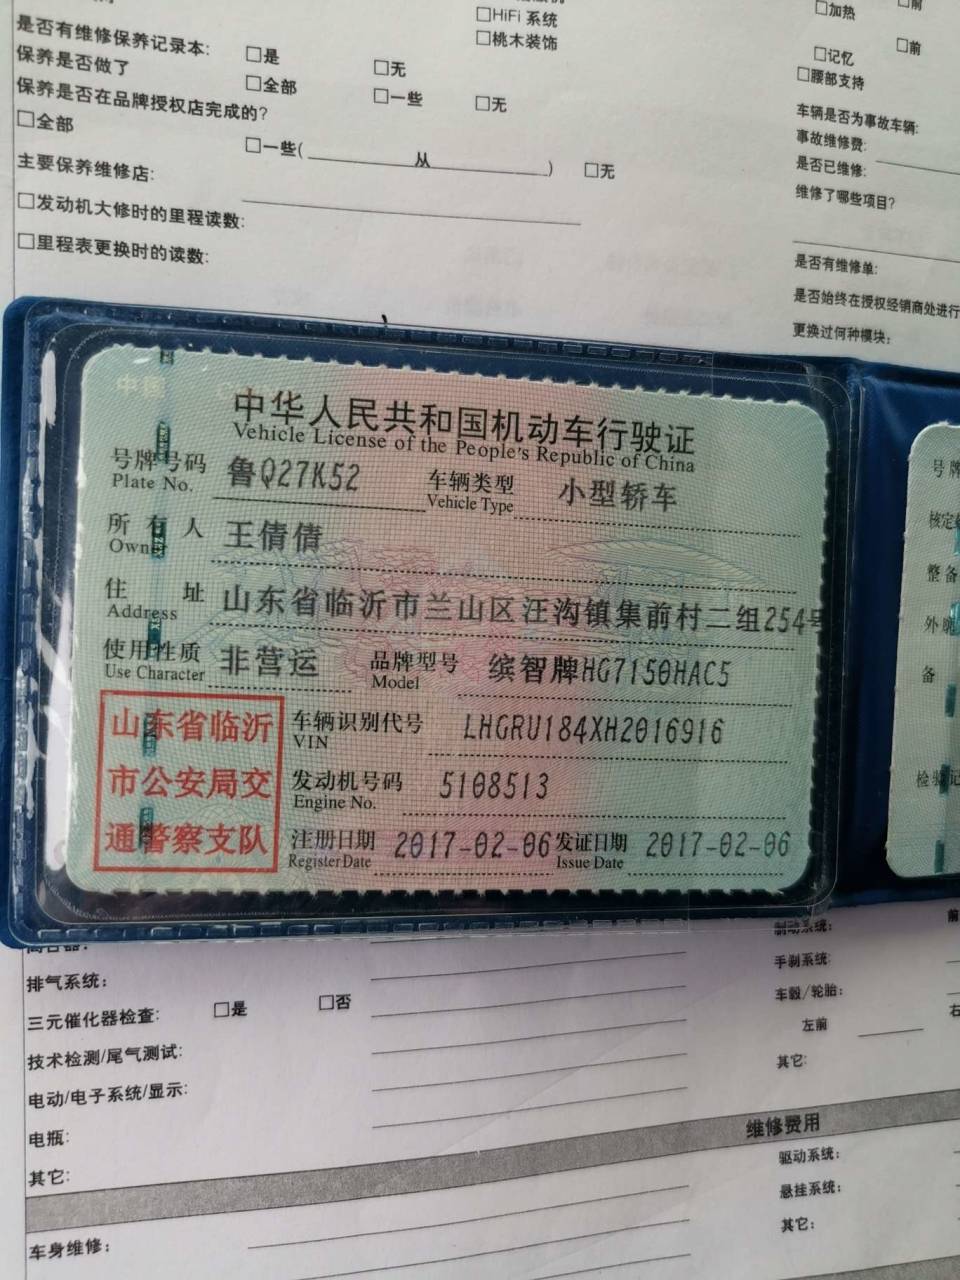 □HiFi 系统
□加热
□前
是否有维修保养记录本: □是 □无
□桃木装饰
□前
保养是否做了 □全部 □一些 □无
□记忆
□腰部支持
保养是否在品牌授权店完成的?
□全部 □一些( 从 ) □无
车辆是否为事故车辆:
事故维修费:
主要保养维修店:
是否已维修:
□发动机大修时的里程读数:
维修了哪些项目?
□里程表更换时的读数:
是否有维修单:
是否始终在授权经销商处进行
更换过何种模块:
中国
中华人民共和国机动车行驶证
Vehicle License of the People's Republic of China
号牌号码 鲁Q27K52 车辆类型 小型轿车
Plate No. Vehicle Type
所有人 王倩倩
Owner
住址 山东省临沂市兰山区汪沟镇集前村二组254号
Address
使用性质 非营运 品牌型号 缤智牌HG7150HAC5
Use Character Model
山东省临沂
市公安局交
通警察支队
车辆识别代号 LHGRU184XH2016916
VIN
发动机号码 5108513
Engine No.
注册日期 2017-02-06 发证日期 2017-02-06
Register Date Issue Date
号牌
核定
整备
外
备
检验记
制动系统: 前
排气系统: 手刹系统:
三元催化器检查: □是 □否 车毂/轮胎:
左前 右
技术检测/尾气测试: 其它:
电动/电子系统/显示:
电瓶:
维修费用
其它: 驱动系统:
悬挂系统:
车身维修: 其它: